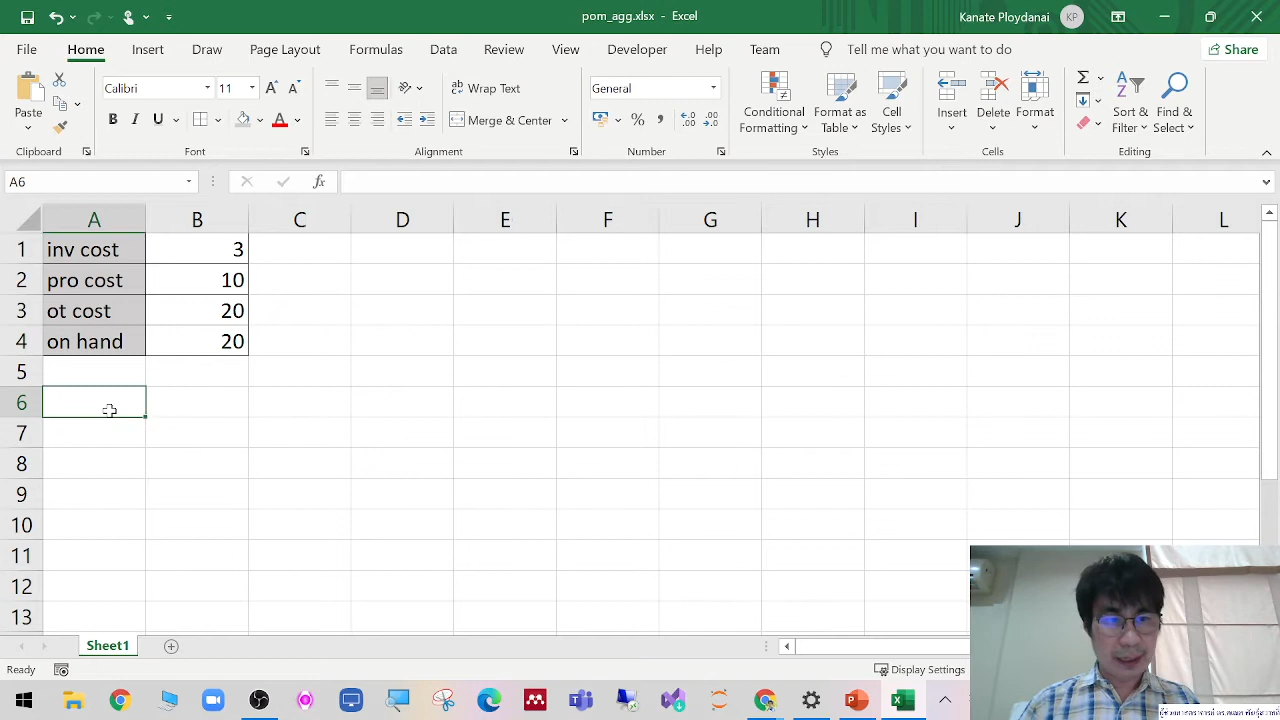 pom_agg.xlsx - Excel
Kanate Ploydanai
KP
File Home Insert Draw Page Layout Formulas Data Review View Developer Help Team Tell me what you want to do Share
Calibri 11 Wrap Text General
Paste Merge & Center Conditional Formatting Format as Table Cell Styles Insert Delete Format Sort & Filter Find & Select
Clipboard Font Alignment Number Styles Cells Editing
A6 fx
A B C D E F G H I J K L
1 inv cost 3
2 pro cost 10
3 ot cost 20
4 on hand 20
5
6
7
8
9
10
11
12
13
Sheet1
Ready Display Settings